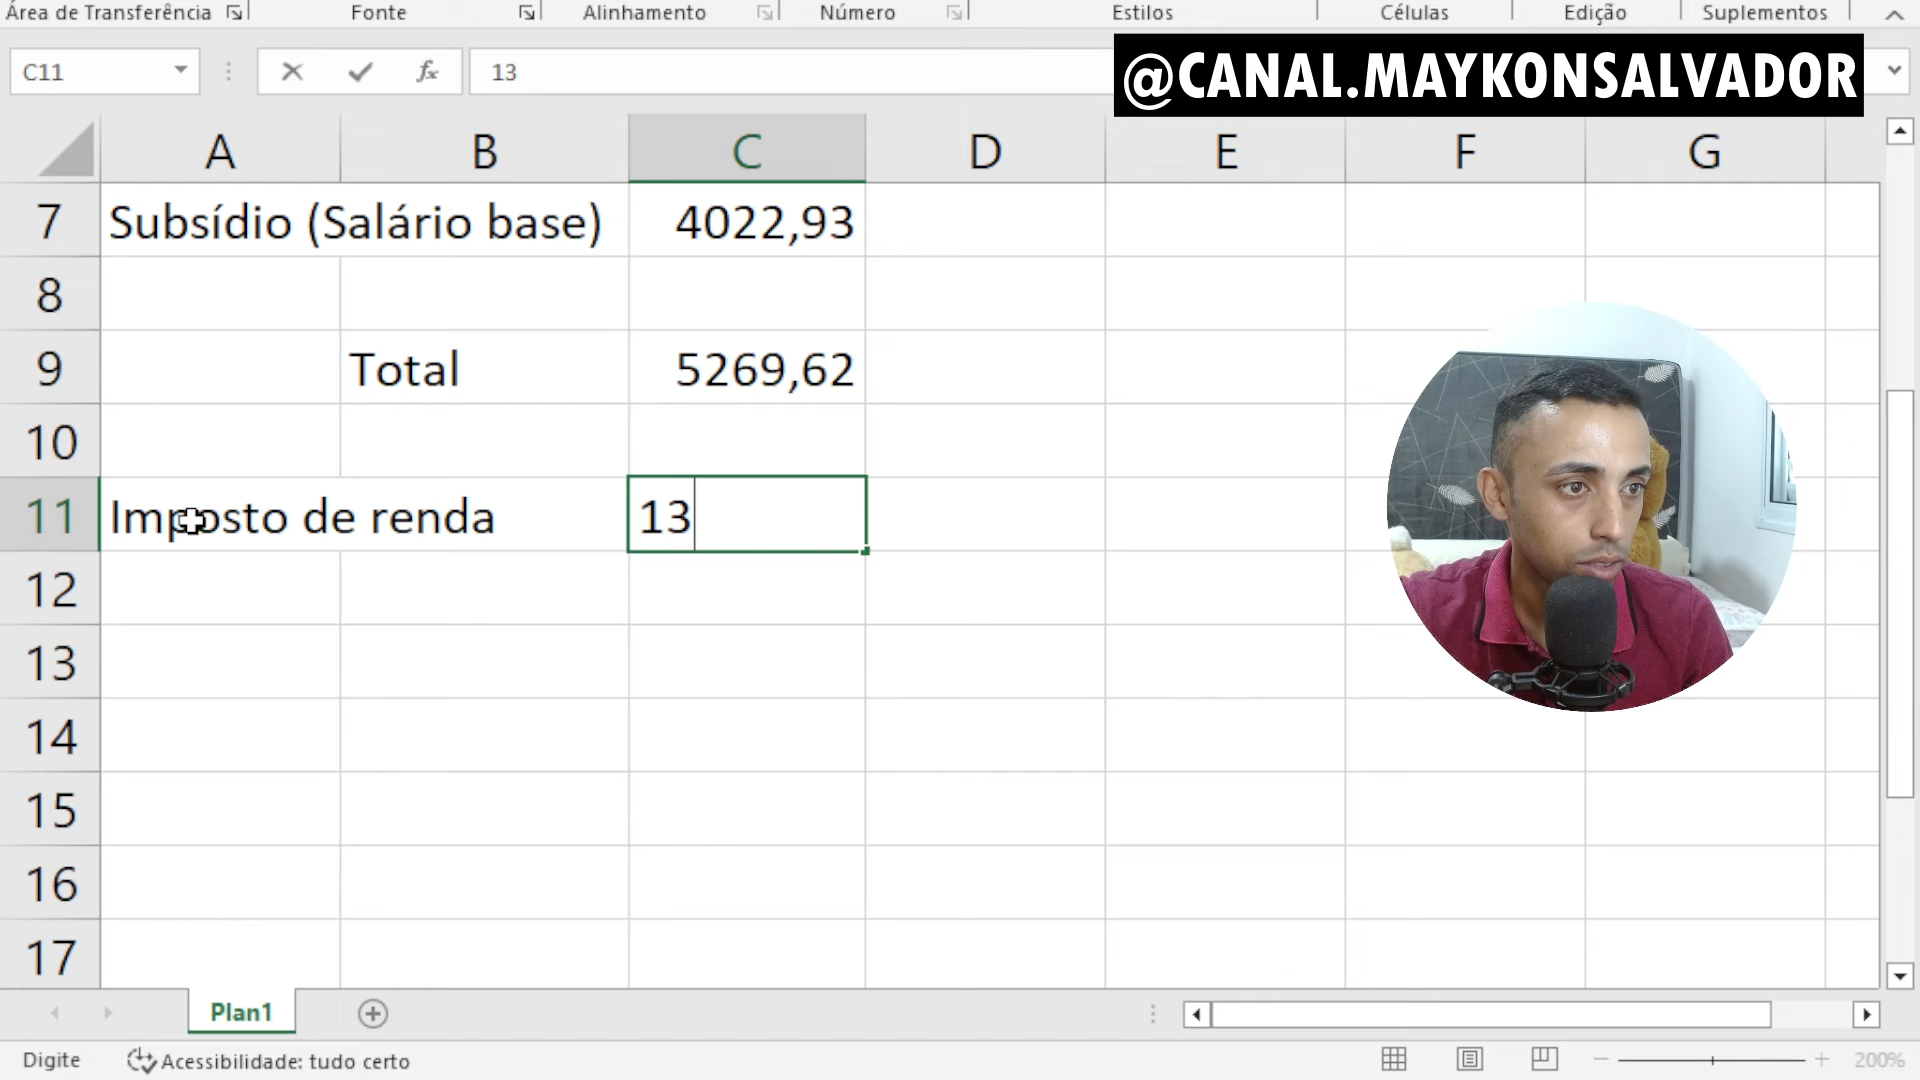 Área de Transferência Fonte Alinhamento Número Estilos Células Edição Suplementos
C11 fx 13
@CANAL.MAYKONSALVADOR
A B C D E F G
7 Subsídio (Salário base) 4022,93
8
9 Total 5269,62
10
11 Imposto de renda 13
12
13
14
15
16
17
Plan1
Digite Acessibilidade: tudo certo 200%